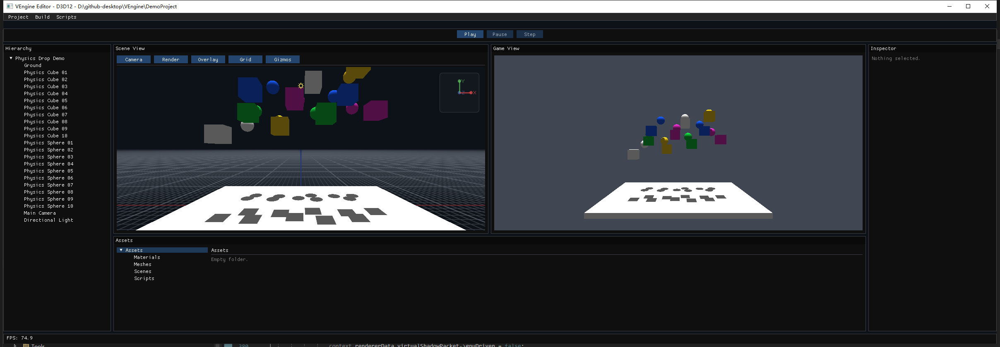 VEngine Editor - D3D12 - D:\github-desktop\VEngine\DemoProject
Project Build Scripts
Play Pause Step
Hierarchy
Physics Drop Demo
Ground
Physics Cube 01
Physics Cube 02
Physics Cube 03
Physics Cube 04
Physics Cube 05
Physics Cube 06
Physics Cube 07
Physics Cube 08
Physics Cube 09
Physics Cube 10
Physics Sphere 01
Physics Sphere 02
Physics Sphere 03
Physics Sphere 04
Physics Sphere 05
Physics Sphere 06
Physics Sphere 07
Physics Sphere 08
Physics Sphere 09
Physics Sphere 10
Main Camera
Directional Light
Scene View
Camera Render Overlay Grid Gizmos
Y
Z X
Game View
Inspector
Nothing selected.
Assets
Assets
Materials
Meshes
Scenes
Scripts
Assets
Empty folder.
FPS: 74.9
Tools
380 context.rendererData.virtualShadowPacket->gpuDriven = false;